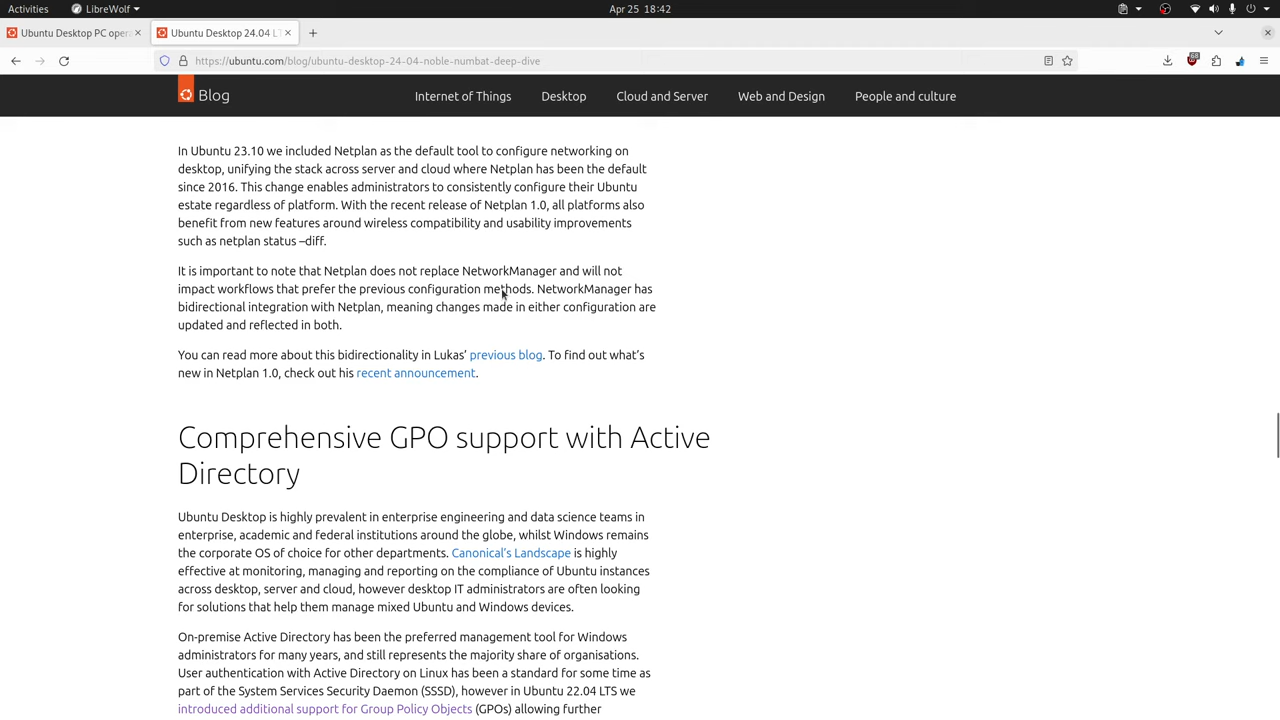 Activities LibreWolf Apr 25 18:42
Ubuntu Desktop PC oper × Ubuntu Desktop 24.04 L × +
https://ubuntu.com/blog/ubuntu-desktop-24-04-noble-numbat-deep-dive 68
Blog Internet of Things Desktop Cloud and Server Web and Design People and culture
In Ubuntu 23.10 we included Netplan as the default tool to configure networking on
desktop, unifying the stack across server and cloud where Netplan has been the default
since 2016. This change enables administrators to consistently configure their Ubuntu
estate regardless of platform. With the recent release of Netplan 1.0, all platforms also
benefit from new features around wireless compatibility and usability improvements
such as netplan status –diff.
It is important to note that Netplan does not replace NetworkManager and will not
impact workflows that prefer the previous configuration methods. NetworkManager has
bidirectional integration with Netplan, meaning changes made in either configuration are
updated and reflected in both.
You can read more about this bidirectionality in Lukas’ previous blog. To find out what’s
new in Netplan 1.0, check out his recent announcement.
Comprehensive GPO support with Active
Directory
Ubuntu Desktop is highly prevalent in enterprise engineering and data science teams in
enterprise, academic and federal institutions around the globe, whilst Windows remains
the corporate OS of choice for other departments. Canonical’s Landscape is highly
effective at monitoring, managing and reporting on the compliance of Ubuntu instances
across desktop, server and cloud, however desktop IT administrators are often looking
for solutions that help them manage mixed Ubuntu and Windows devices.
On-premise Active Directory has been the preferred management tool for Windows
administrators for many years, and still represents the majority share of organisations.
User authentication with Active Directory on Linux has been a standard for some time as
part of the System Services Security Daemon (SSSD), however in Ubuntu 22.04 LTS we
introduced additional support for Group Policy Objects (GPOs) allowing further